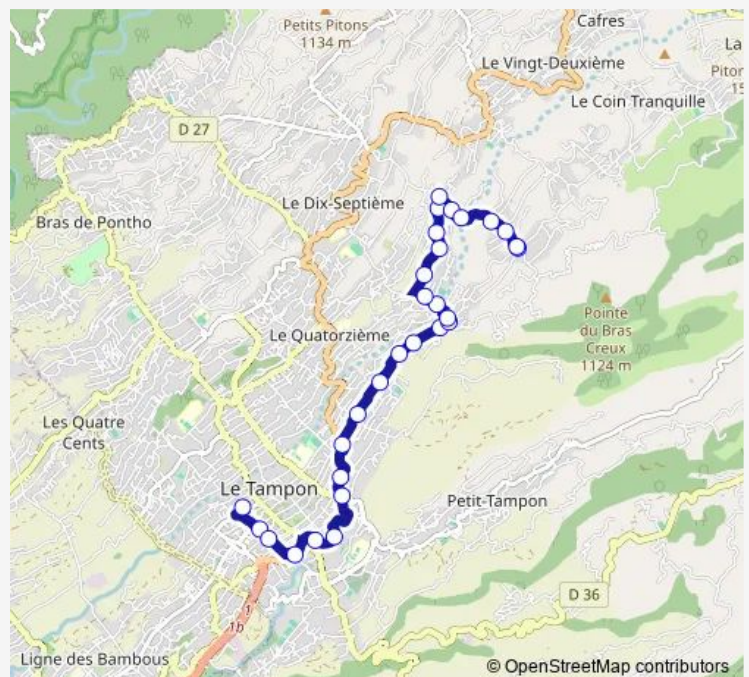 Cafres
Petits Pitons
1134 m
Le Vingt-Deuxième
La
Piton
15
Le Coin Tranquille
D 27
Le Dix-Septième
Bras de Pontho
Pointe
du Bras
Creux
1124 m
Le Quatorzième
Les Quatre
Cents
Le Tampon
Petit-Tampon
D 36
1
1b
Ligne des Bambous
© OpenStreetMap contributors